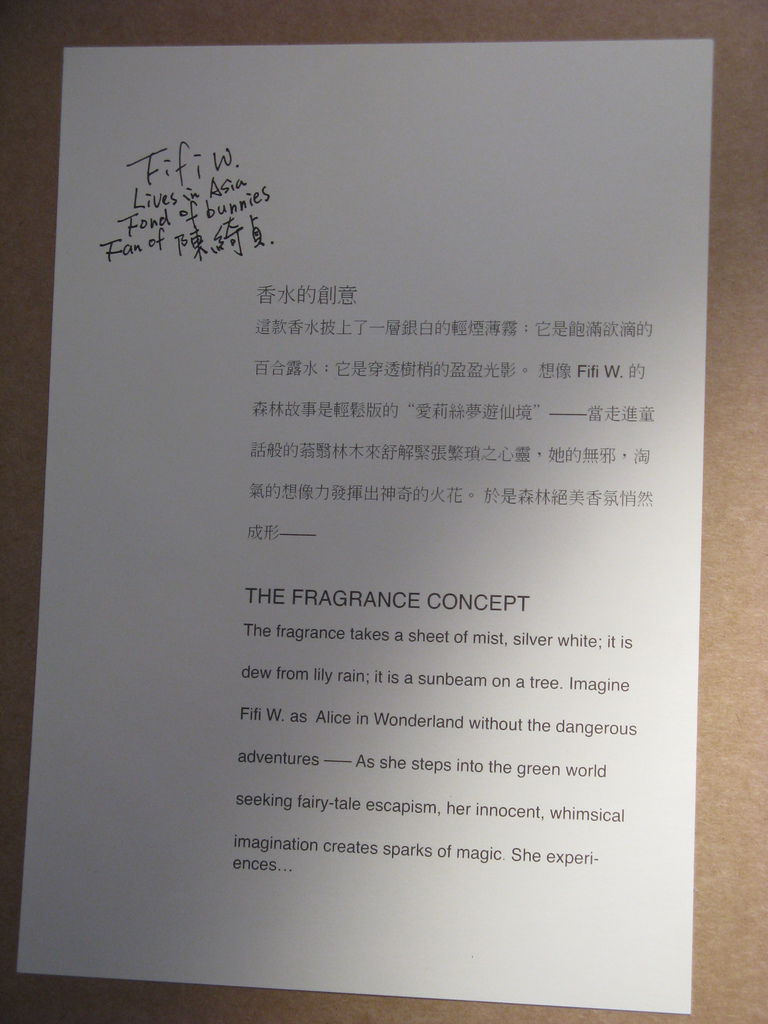 Fifi W.
Lives in Asia
Fond of bunnies
Fan of 陳綺貞.
香水的創意
這款香水披上了一層銀白的輕煙薄霧；它是飽滿欲滴的
百合露水；它是穿透樹梢的盈盈光影。 想像 Fifi W. 的
森林故事是輕鬆版的 “愛莉絲夢遊仙境” ——當走進童
話般的蓊翳林木來舒解緊張繁瑣之心靈，她的無邪，淘
氣的想像力發揮出神奇的火花。 於是森林絕美香氛悄然
成形——
THE FRAGRANCE CONCEPT
The fragrance takes a sheet of mist, silver white; it is
dew from lily rain; it is a sunbeam on a tree. Imagine
Fifi W. as Alice in Wonderland without the dangerous
adventures —— As she steps into the green world
seeking fairy-tale escapism, her innocent, whimsical
imagination creates sparks of magic. She experi-
ences…